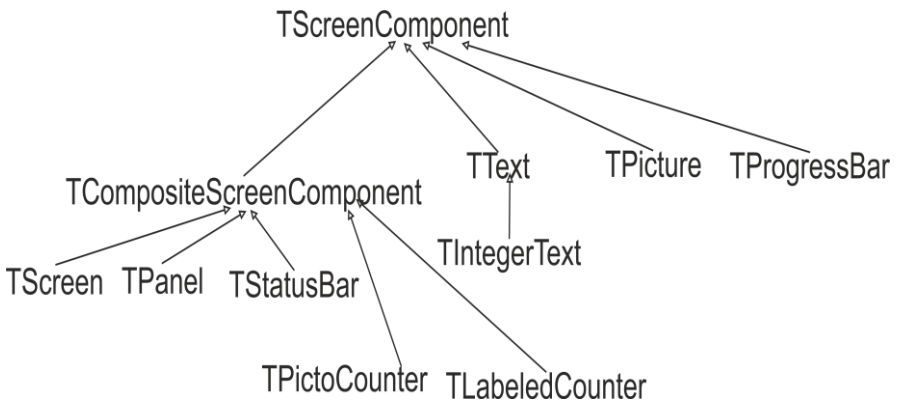 TScreenComponent
TText
TPicture
TProgressBar
TCompositeScreenComponent
TIntegerText
TScreen
TPanel
TStatusBar
TPictoCounter
TLabeledCounter